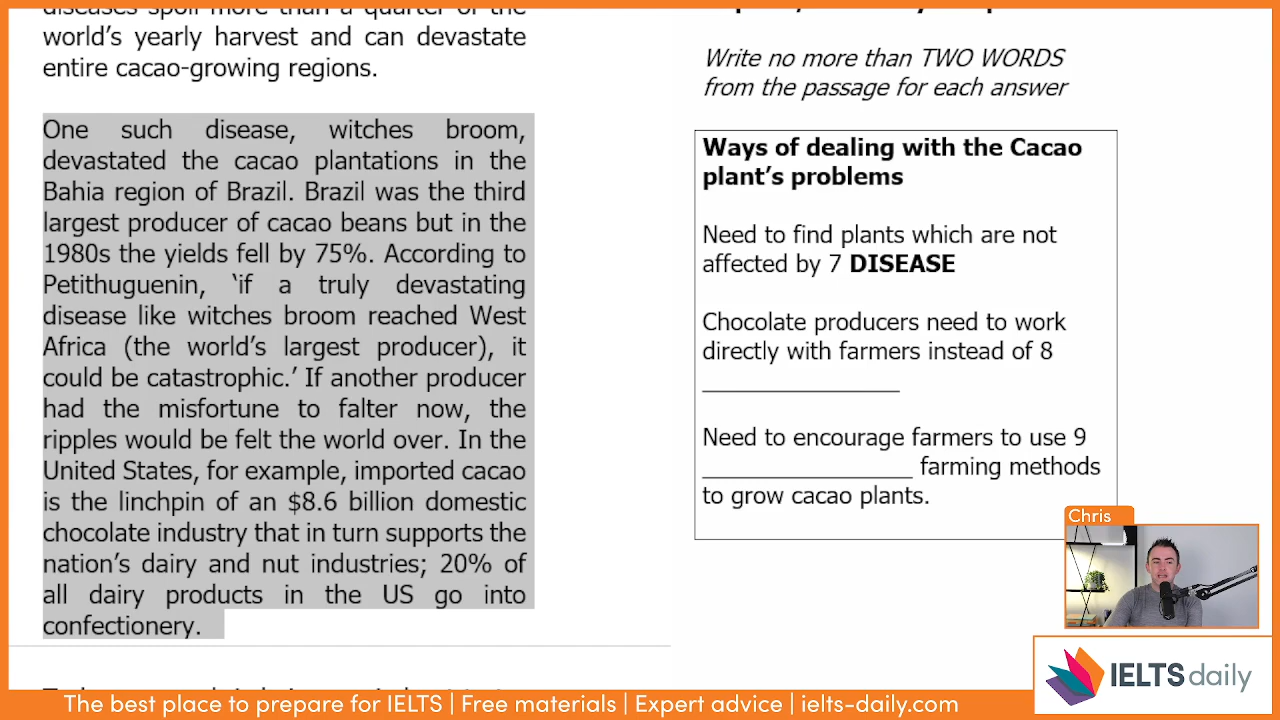 world's yearly harvest and can devastate
entire cacao-growing regions.
One such disease, witches broom,
devastated the cacao plantations in the
Bahia region of Brazil. Brazil was the third
largest producer of cacao beans but in the
1980s the yields fell by 75%. According to
Petithuguenin, ‘if a truly devastating
disease like witches broom reached West
Africa (the world's largest producer), it
could be catastrophic.’ If another producer
had the misfortune to falter now, the
ripples would be felt the world over. In the
United States, for example, imported cacao
is the linchpin of an $8.6 billion domestic
chocolate industry that in turn supports the
nation's dairy and nut industries; 20% of
all dairy products in the US go into
confectionery.
Write no more than TWO WORDS
from the passage for each answer
Ways of dealing with the Cacao
plant's problems
Need to find plants which are not
affected by 7 DISEASE
Chocolate producers need to work
directly with farmers instead of 8
Need to encourage farmers to use 9
farming methods
to grow cacao plants.
Chris
IELTS daily
The best place to prepare for IELTS | Free materials | Expert advice | ielts-daily.com